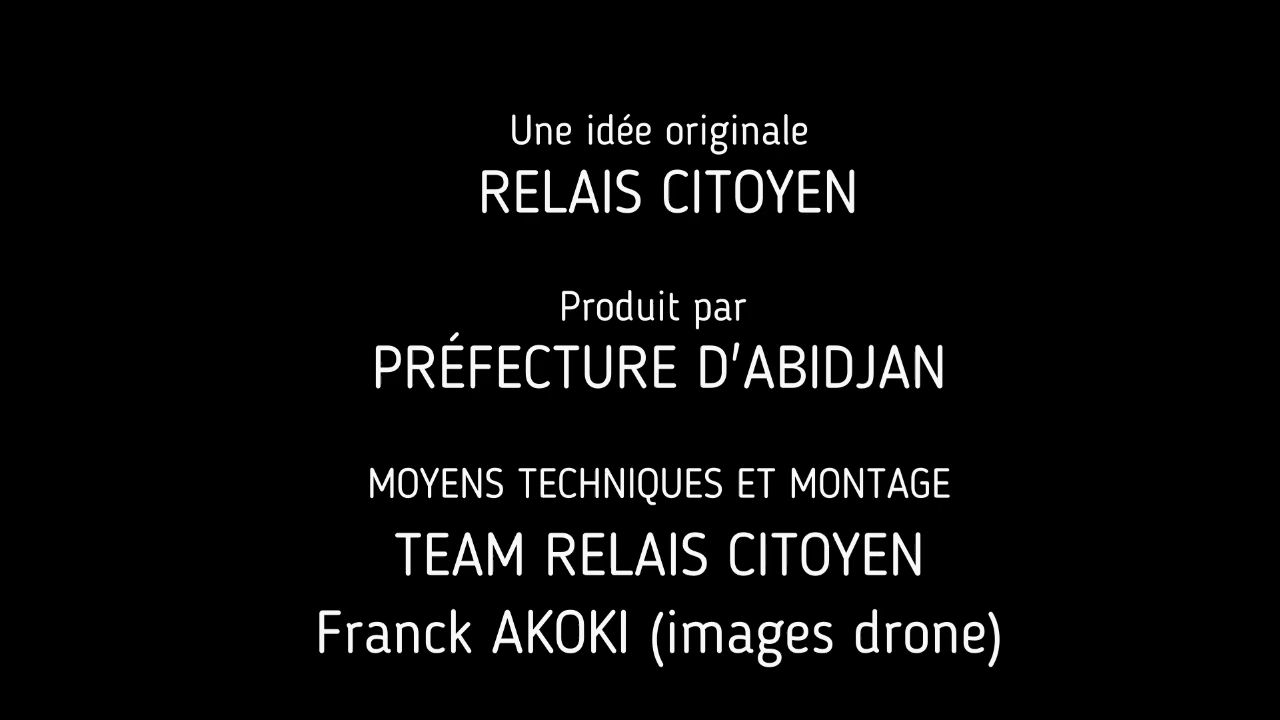 Une idée originale
RELAIS CITOYEN
Produit par
PRÉFECTURE D'ABIDJAN
MOYENS TECHNIQUES ET MONTAGE
TEAM RELAIS CITOYEN
Franck AKOKI (images drone)